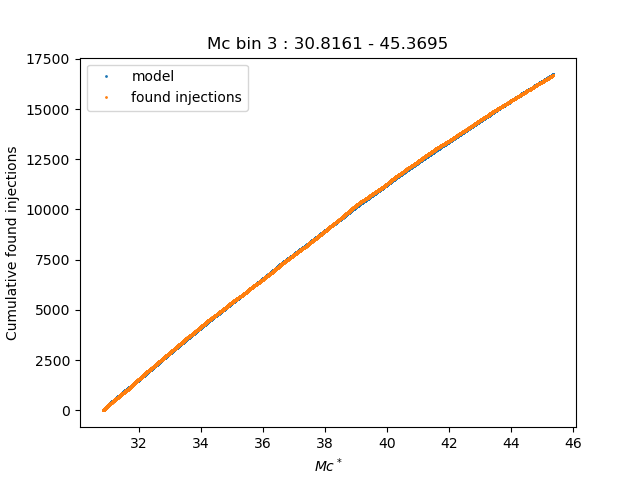 Mc bin 3 : 30.8161 - 45.3695
model
found injections
Cumulative found injections
17500
15000
12500
10000
7500
5000
2500
0
32 34 36 38 40 42 44 46
Mc*